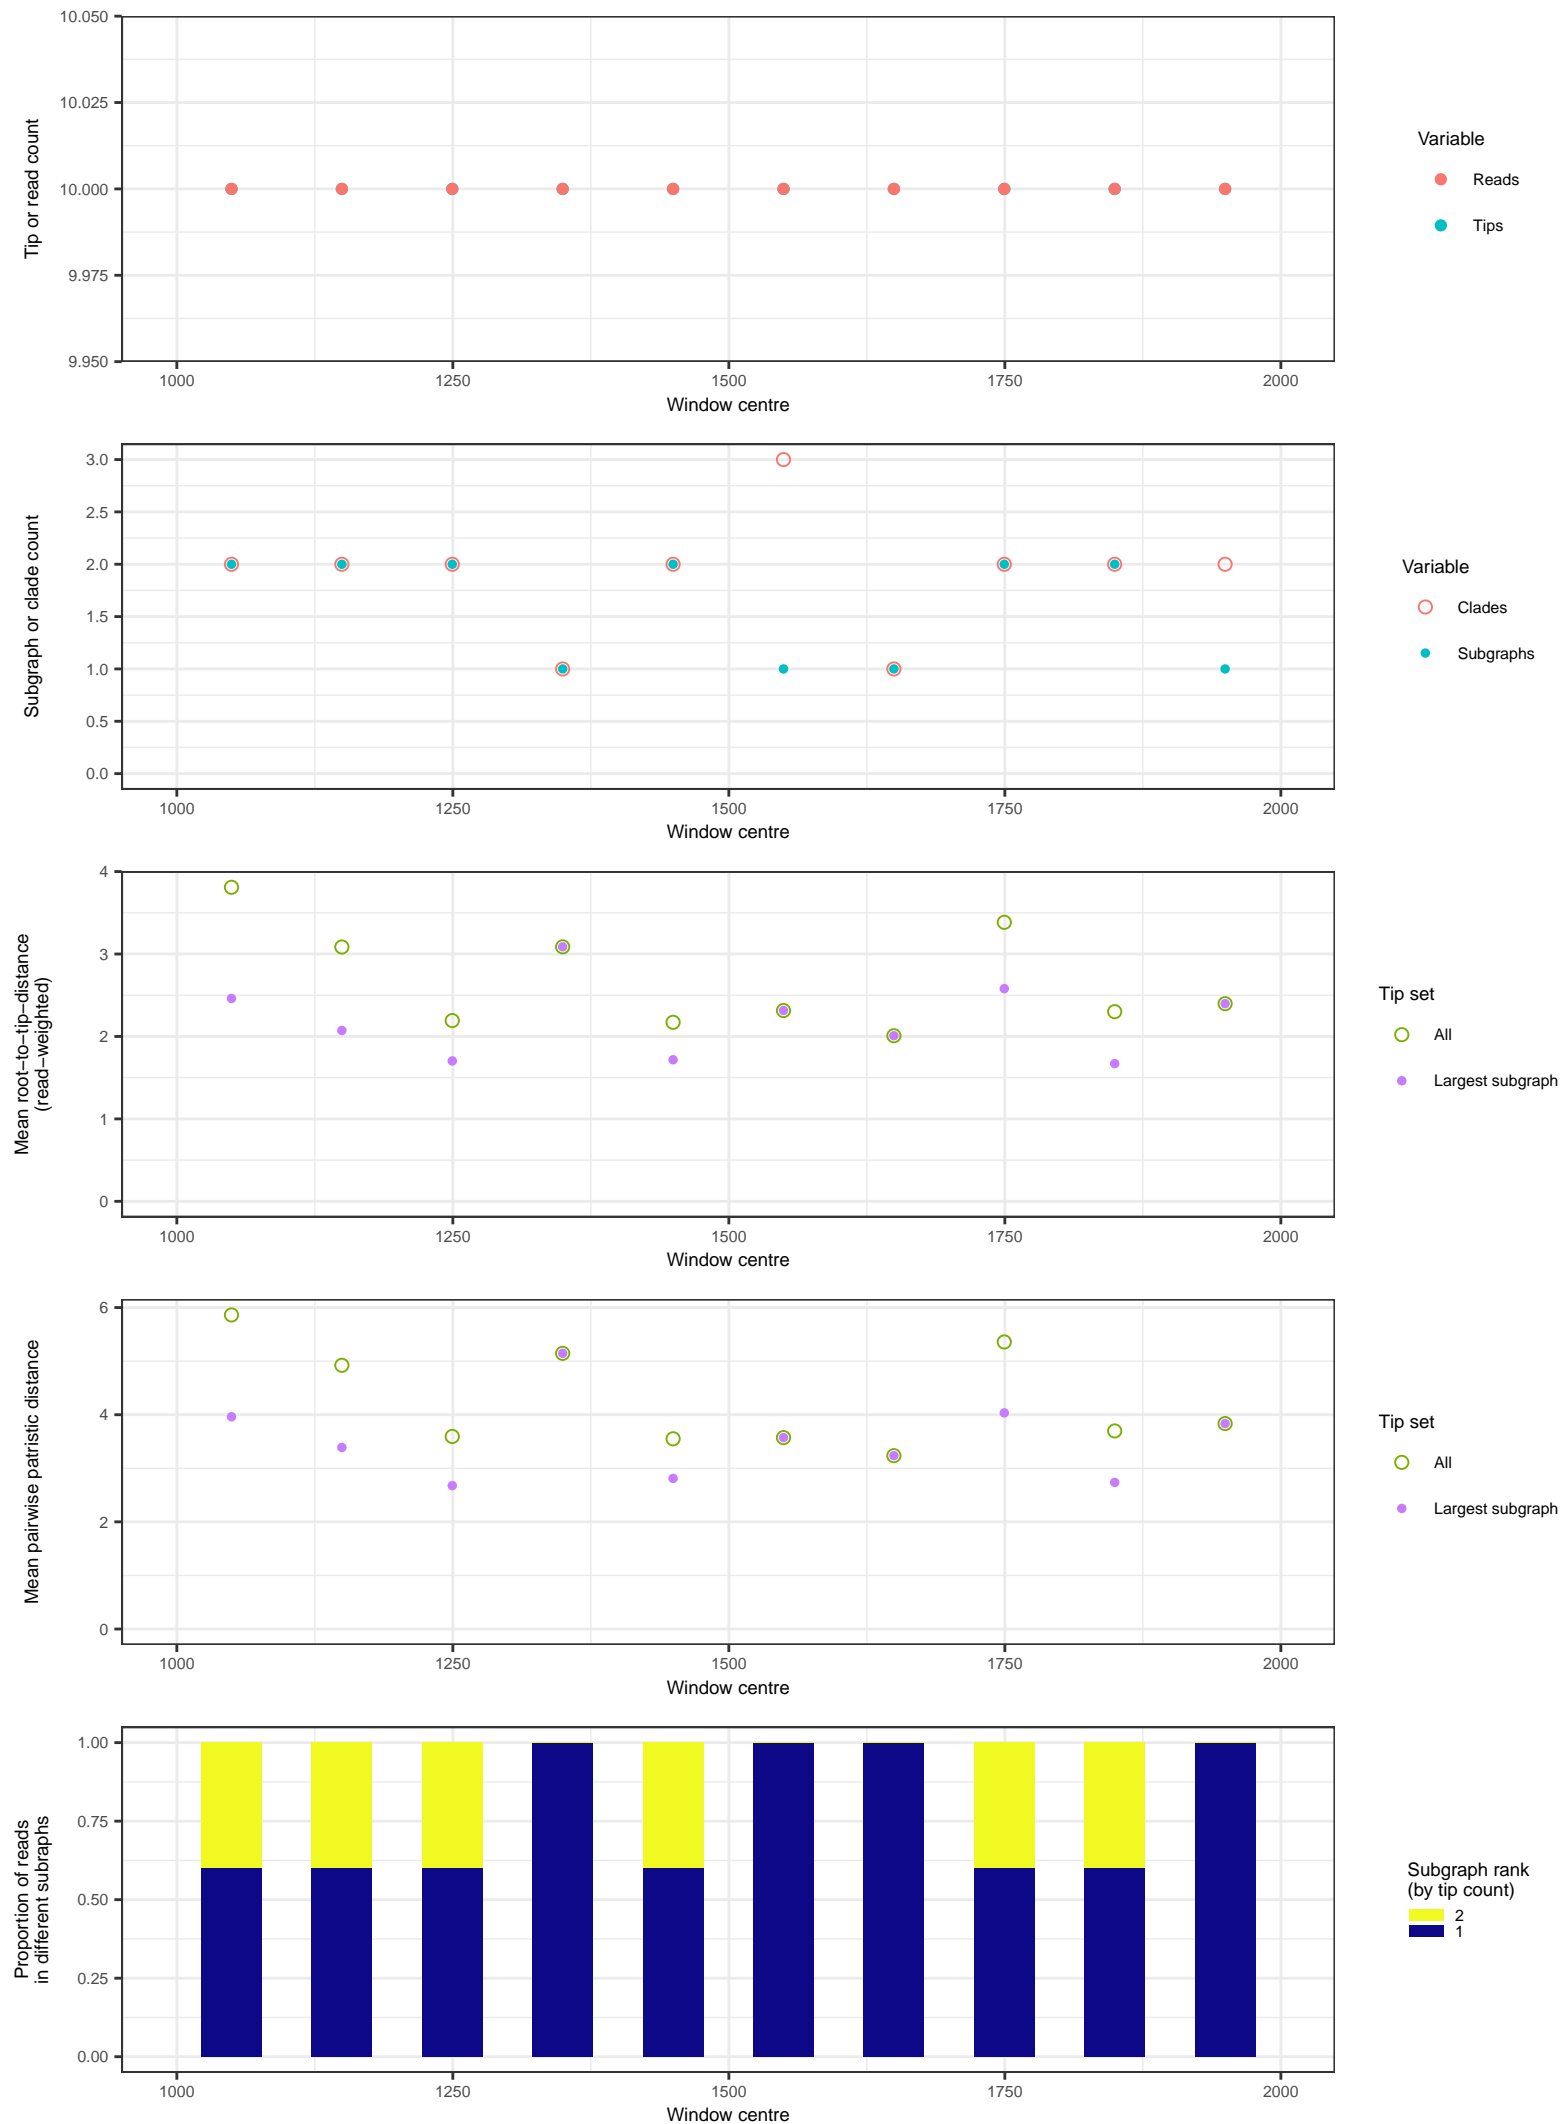 10.050
10.025
10.000
9.975
9.950
Tip or read count
1000 1250 1500 1750 2000
Window centre
Variable
Reads
Tips
3.0
2.5
2.0
1.5
1.0
0.5
0.0
Subgraph or clade count
1000 1250 1500 1750 2000
Window centre
Variable
Clades
Subgraphs
4
3
2
1
0
Mean root−to−tip−distance
(read−weighted)
1000 1250 1500 1750 2000
Window centre
Tip set
All
Largest subgraph
6
4
2
0
Mean pairwise patristic distance
1000 1250 1500 1750 2000
Window centre
Tip set
All
Largest subgraph
1.00
0.75
0.50
0.25
0.00
Proportion of reads
in different subraphs
1000 1250 1500 1750 2000
Window centre
Subgraph rank
(by tip count)
2
1